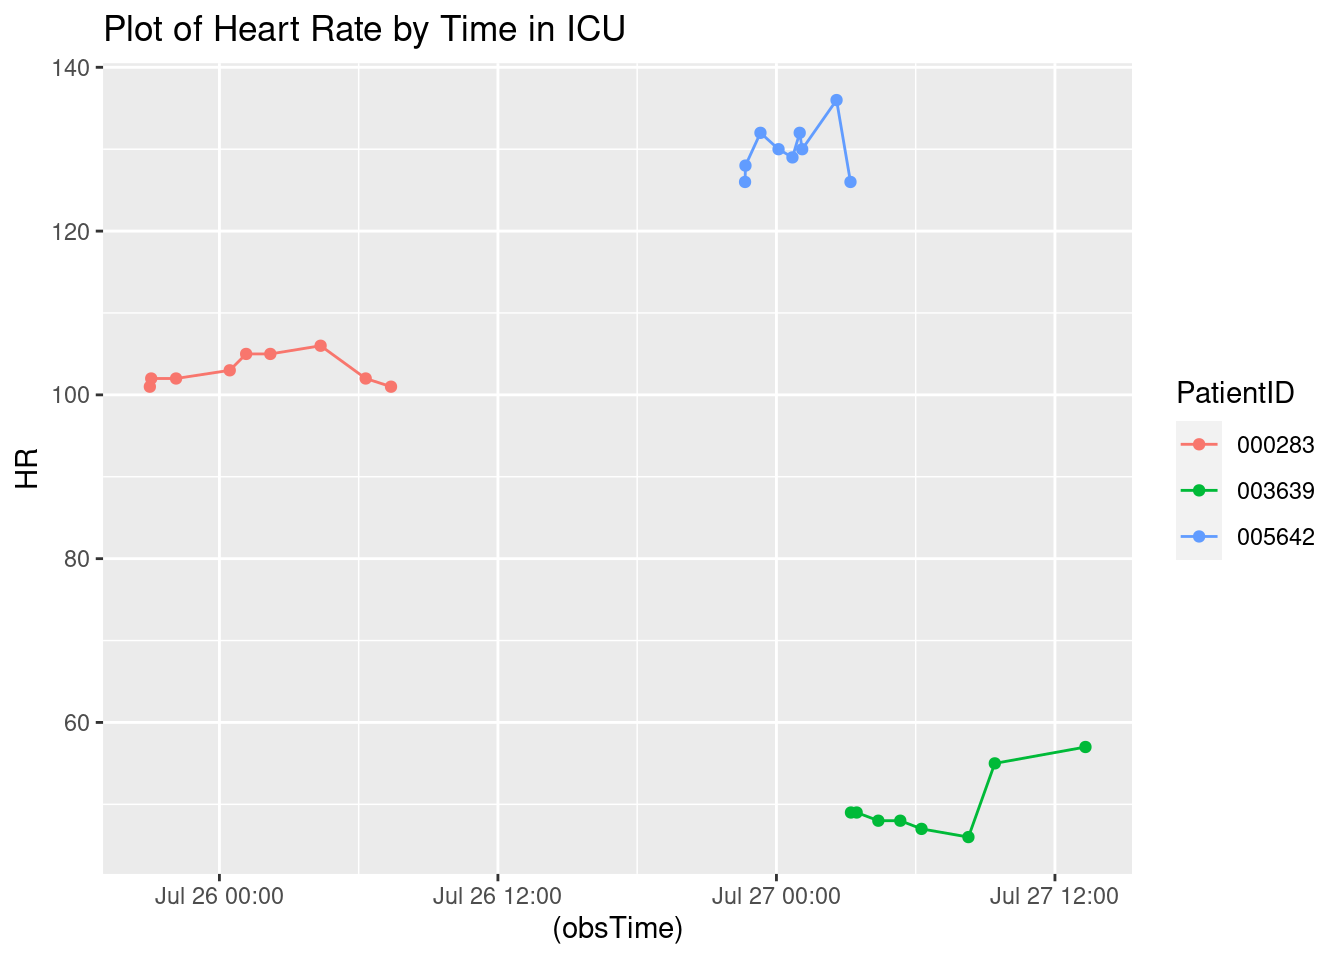 Plot of Heart Rate by Time in ICU
140
120
100
80
60
HR
Jul 26 00:00
Jul 26 12:00
Jul 27 00:00
Jul 27 12:00
(obsTime)
PatientID
000283
003639
005642